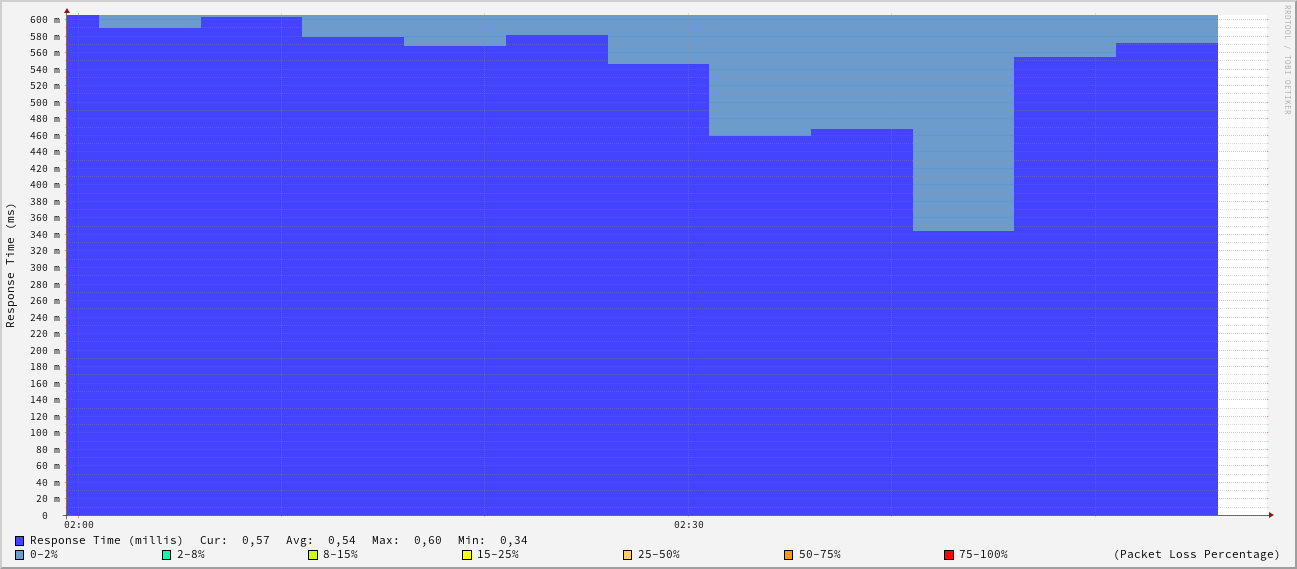 RRDTOOL / TOBI OETIKER
Response Time (ms)
600 m
580 m
560 m
540 m
520 m
500 m
480 m
460 m
440 m
420 m
400 m
380 m
360 m
340 m
320 m
300 m
280 m
260 m
240 m
220 m
200 m
180 m
160 m
140 m
120 m
100 m
80 m
60 m
40 m
20 m
0
02:00 02:30
Response Time (millis) Cur: 0,57 Avg: 0,54 Max: 0,60 Min: 0,34
0-2% 2-8% 8-15% 15-25% 25-50% 50-75% 75-100% (Packet Loss Percentage)